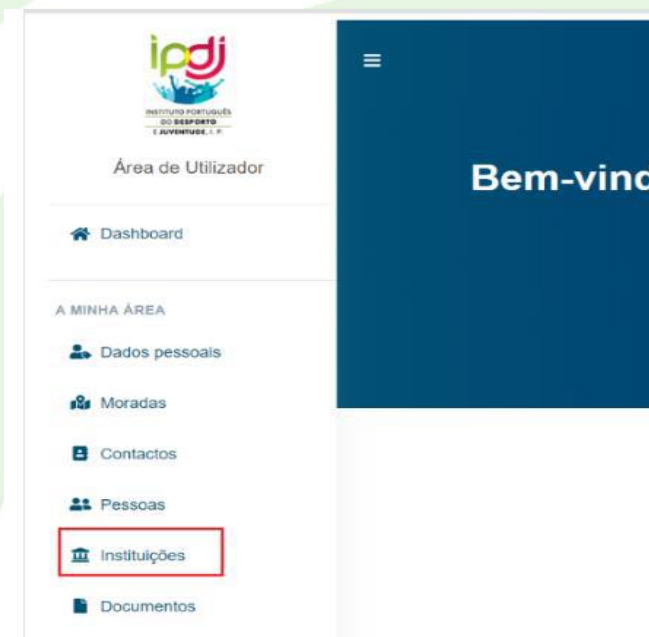 ipdj
INSTITUTO PORTUGUÊS
DO DESPORTO
E JUVENTUDE, I. P.
Área de Utilizador
Bem-vind
Dashboard
A MINHA ÁREA
Dados pessoais
Moradas
Contactos
Pessoas
Instituições
Documentos